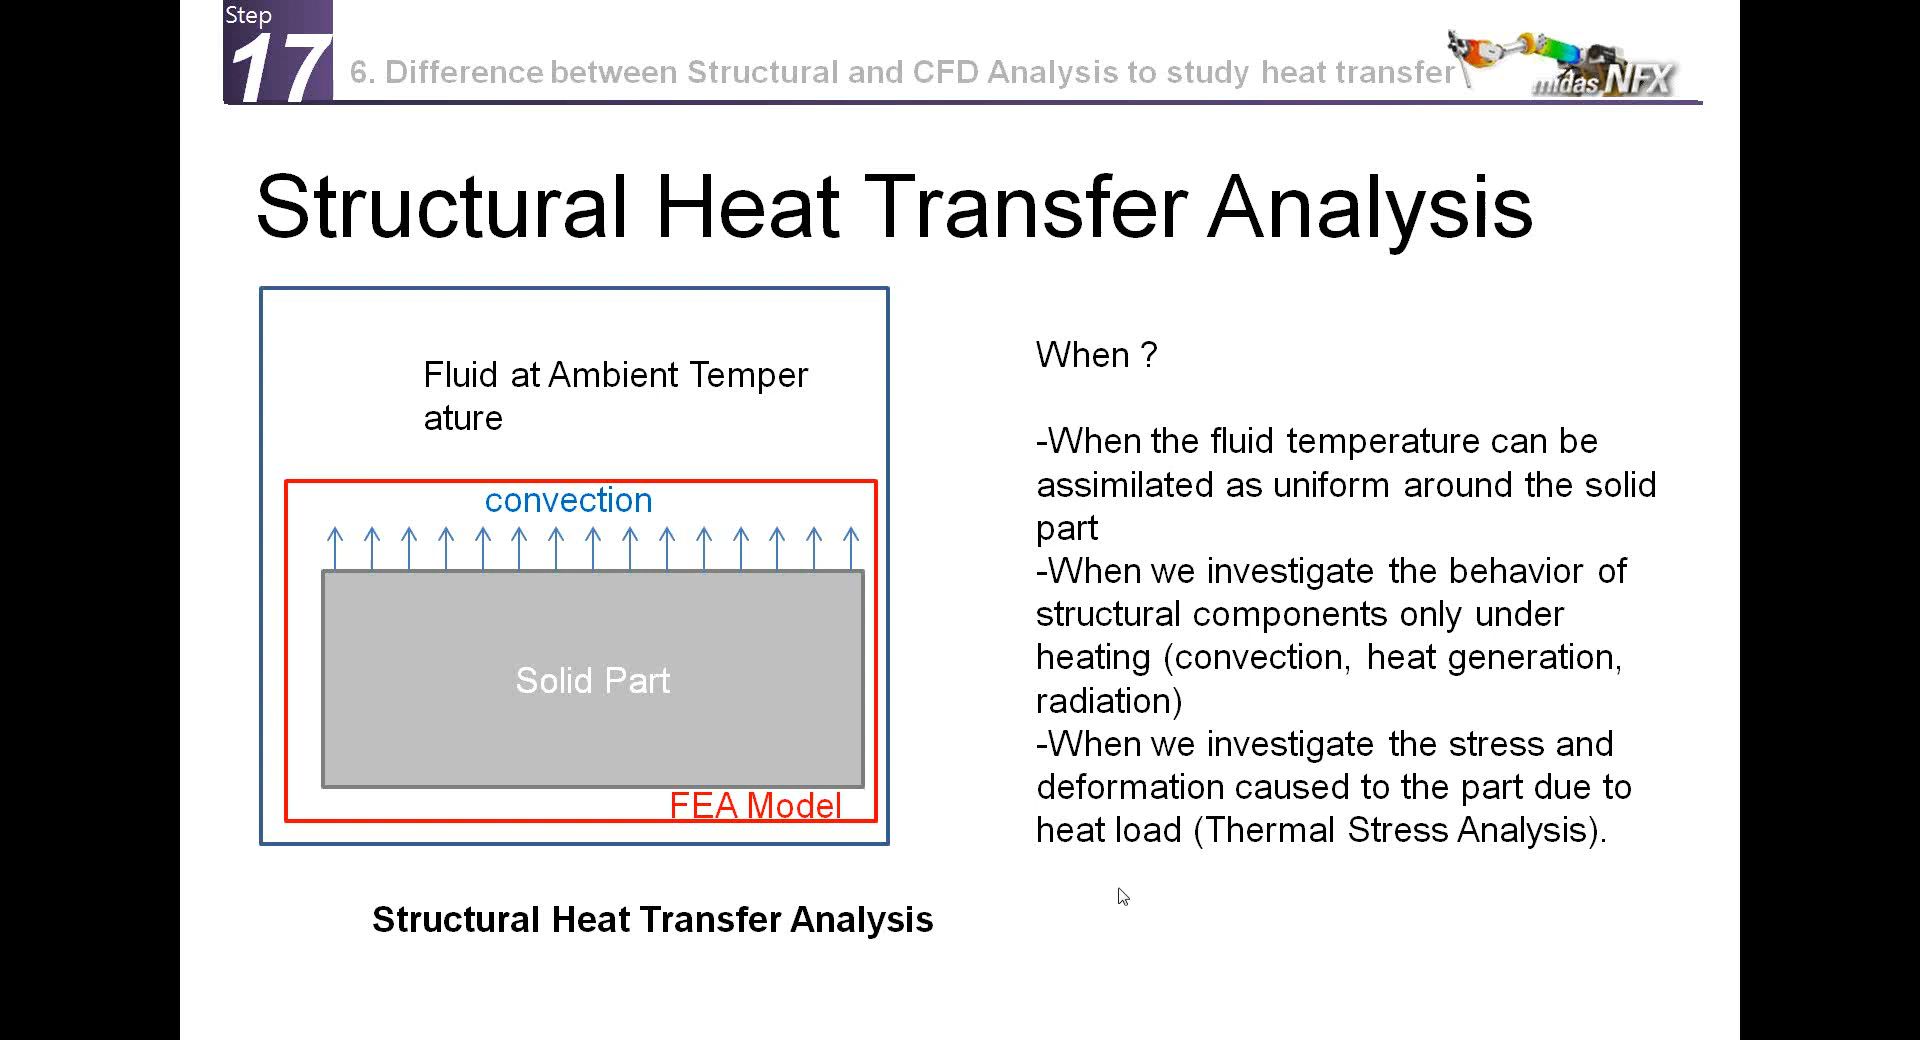 Step
17
6. Difference between Structural and CFD Analysis to study heat transfer
midas NFX
Structural Heat Transfer Analysis
Fluid at Ambient Temper
ature
convection
Solid Part
FEA Model
Structural Heat Transfer Analysis
When ?
-When the fluid temperature can be
assimilated as uniform around the solid
part
-When we investigate the behavior of
structural components only under
heating (convection, heat generation,
radiation)
-When we investigate the stress and
deformation caused to the part due to
heat load (Thermal Stress Analysis).